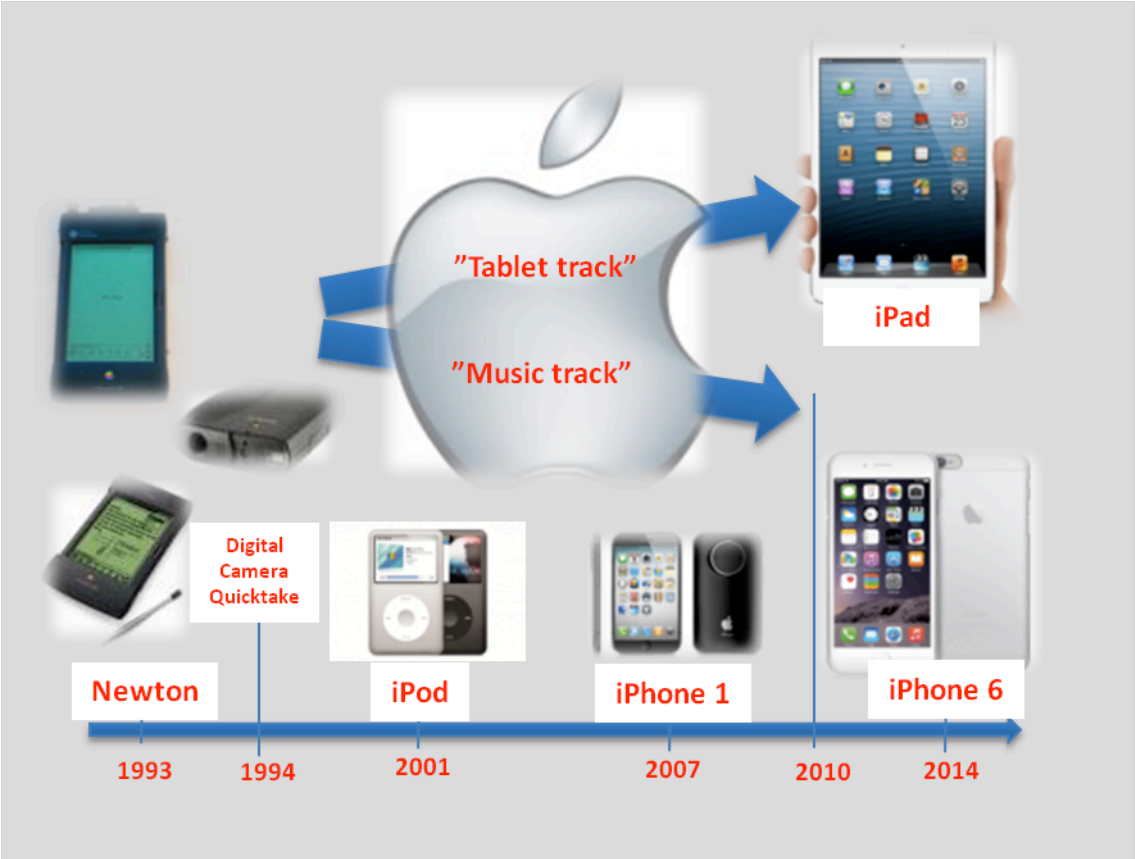 ”Tablet track”
iPad
”Music track”
Digital
Camera
Quicktake
Newton
iPod
iPhone 1
iPhone 6
1993
1994
2001
2007
2010
2014